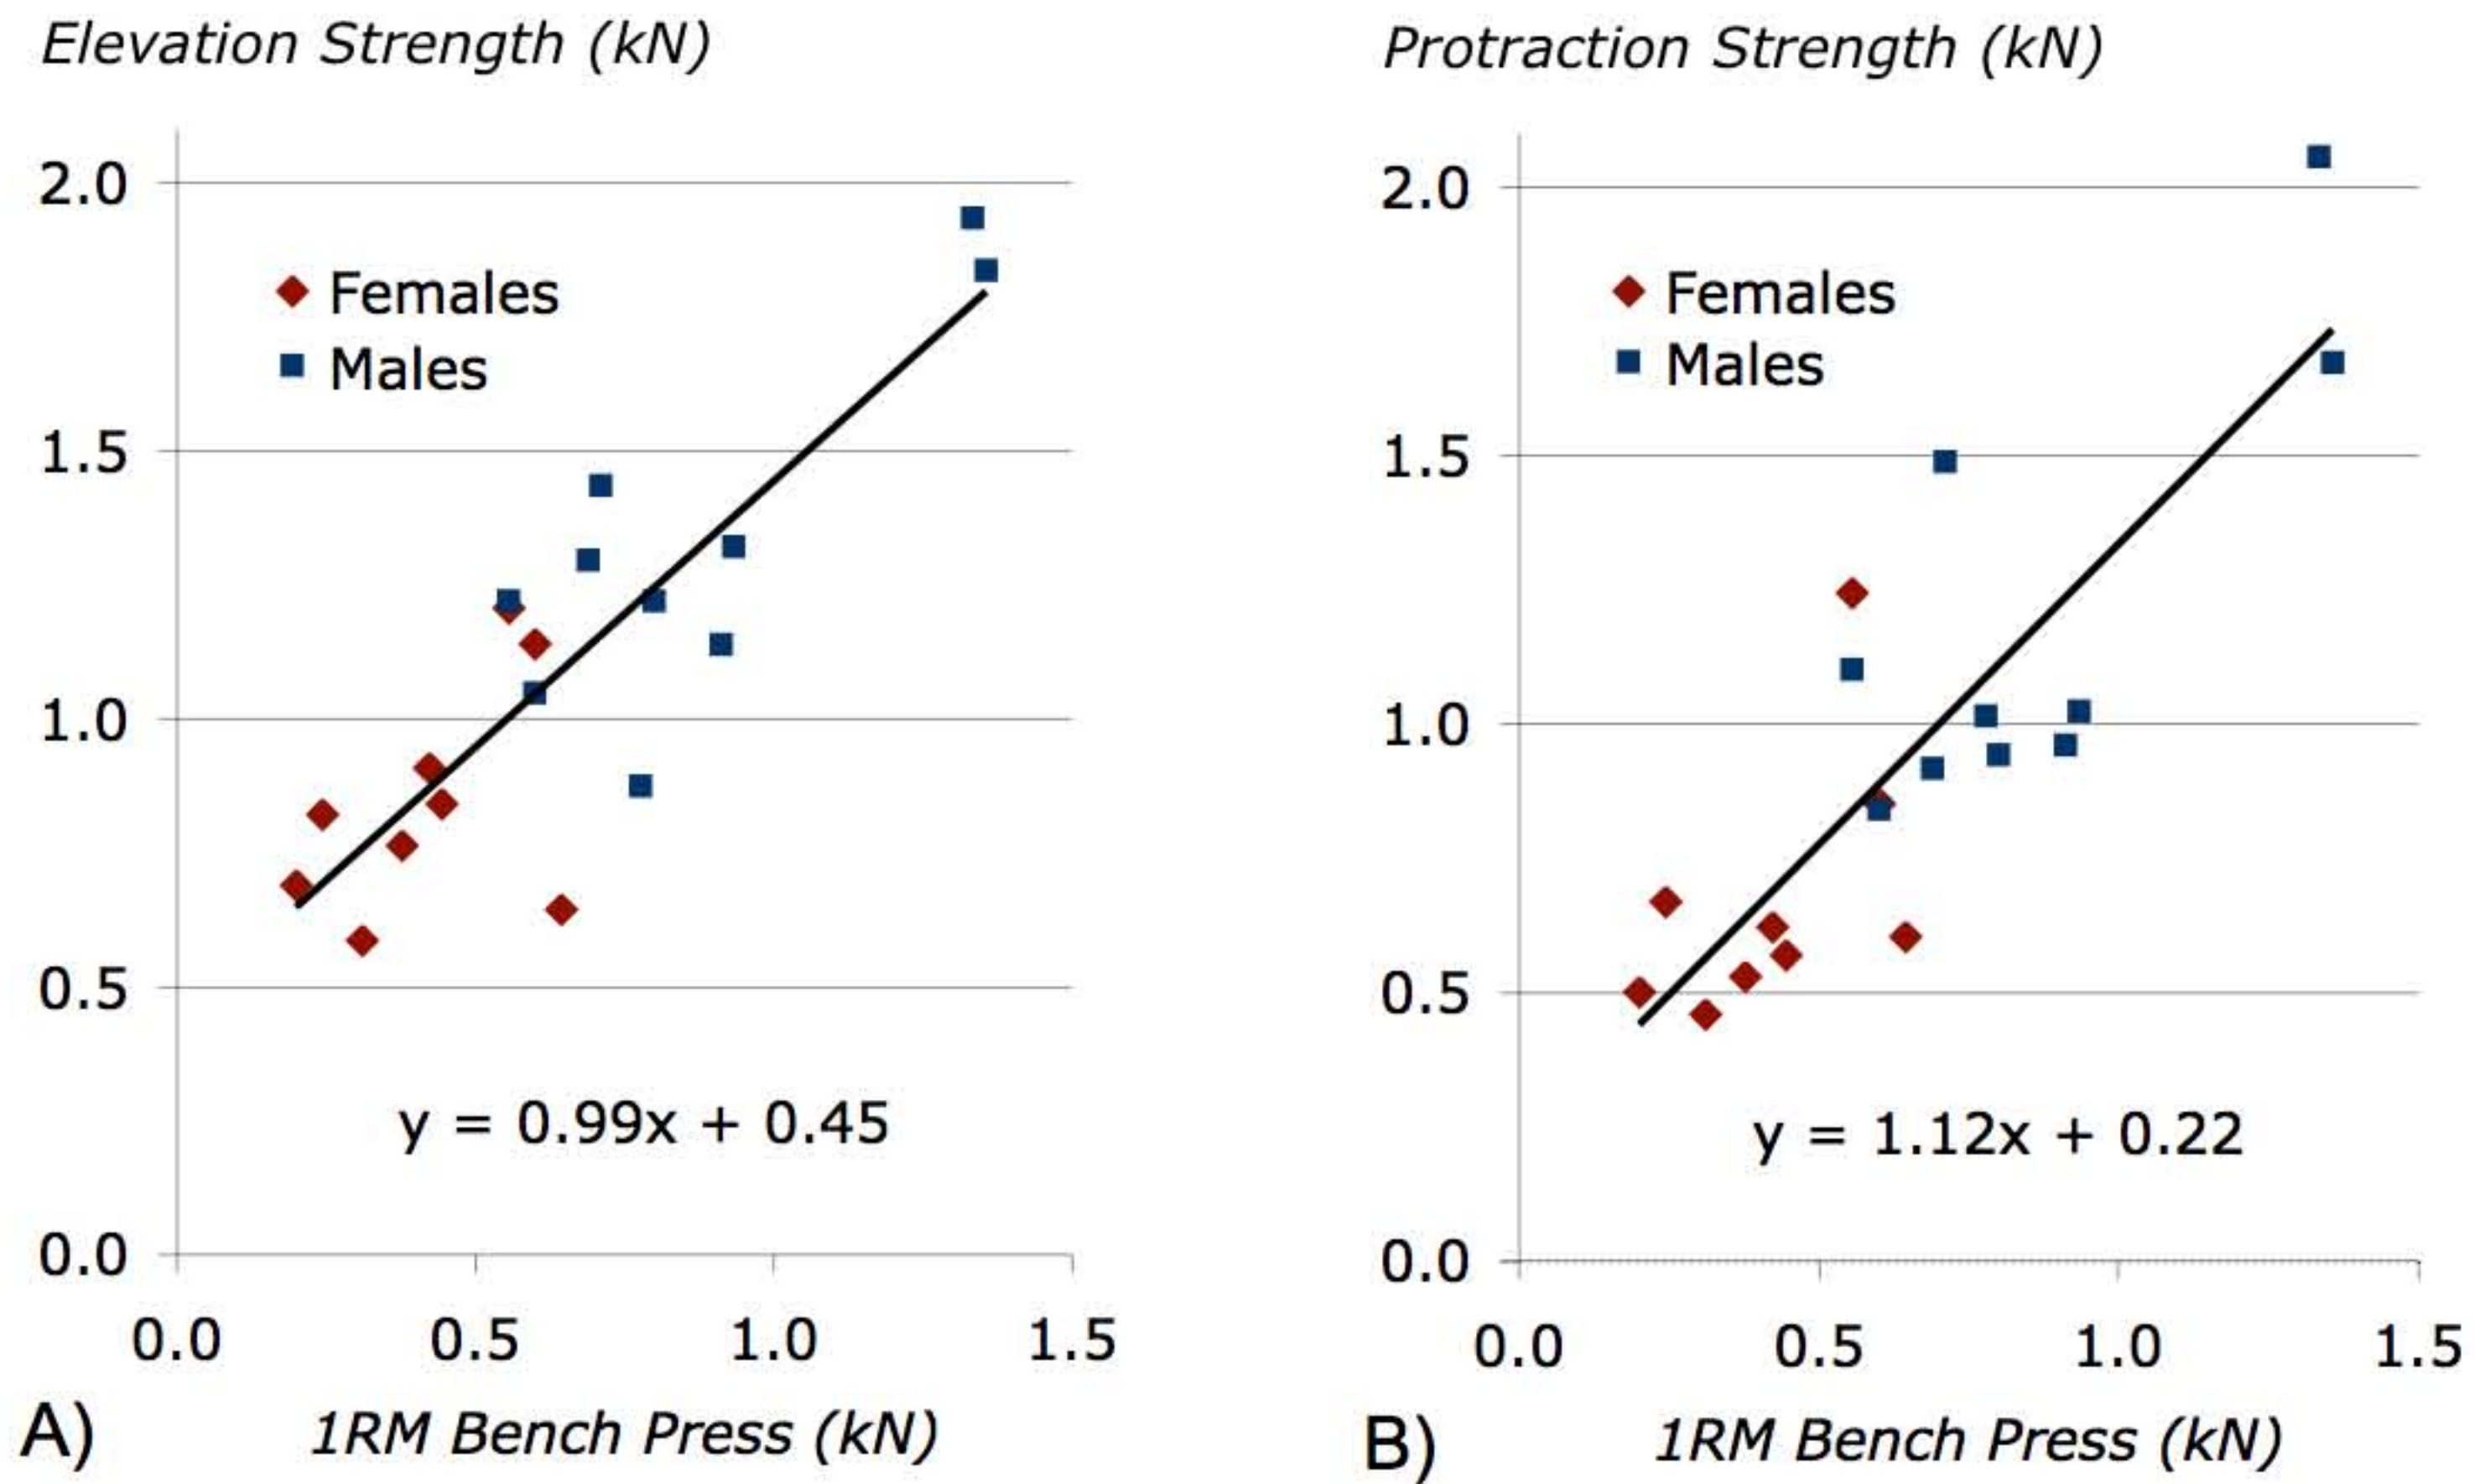 Elevation Strength (kN)
2.0
1.5
1.0
0.5
0.0
Females
Males
y = 0.99x + 0.45
0.0 0.5 1.0 1.5
A) 1RM Bench Press (kN)
Protraction Strength (kN)
2.0
1.5
1.0
0.5
0.0
Females
Males
y = 1.12x + 0.22
0.0 0.5 1.0 1.5
B) 1RM Bench Press (kN)